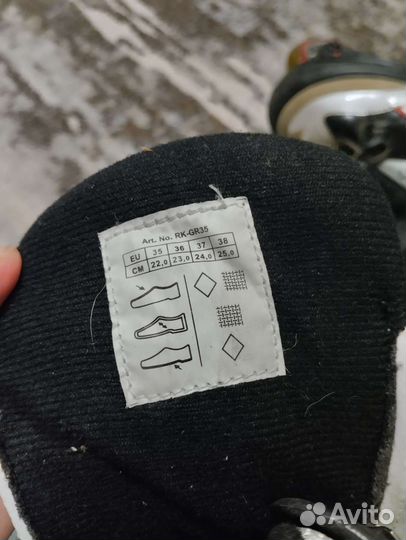 Art. No. RK-GR35
EU 35 36 37 38
CM 22,0 23,0 24,0 25,0
Avito